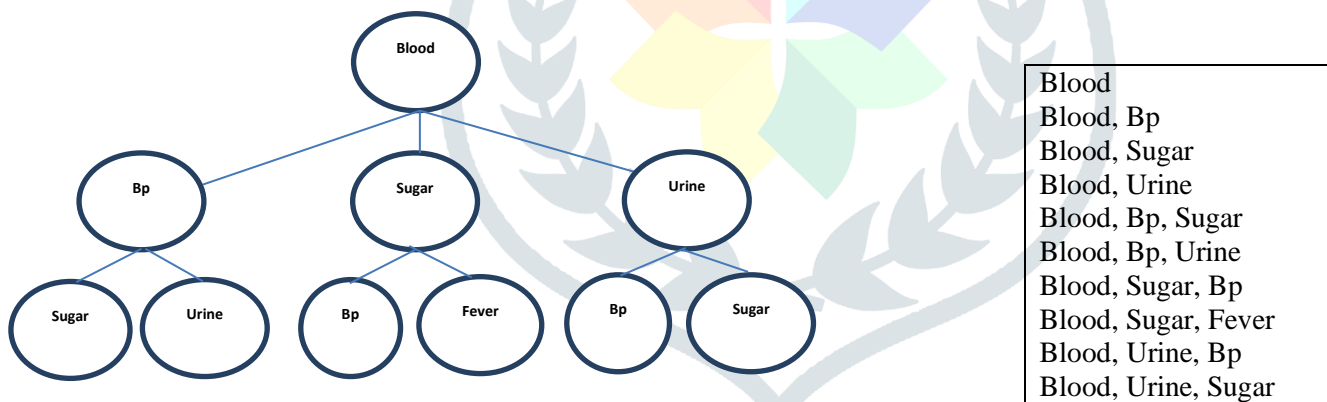 Blood
Bp
Sugar
Urine
Sugar
Urine
Bp
Fever
Bp
Sugar
Blood
Blood, Bp
Blood, Sugar
Blood, Urine
Blood, Bp, Sugar
Blood, Bp, Urine
Blood, Sugar, Bp
Blood, Sugar, Fever
Blood, Urine, Bp
Blood, Urine, Sugar